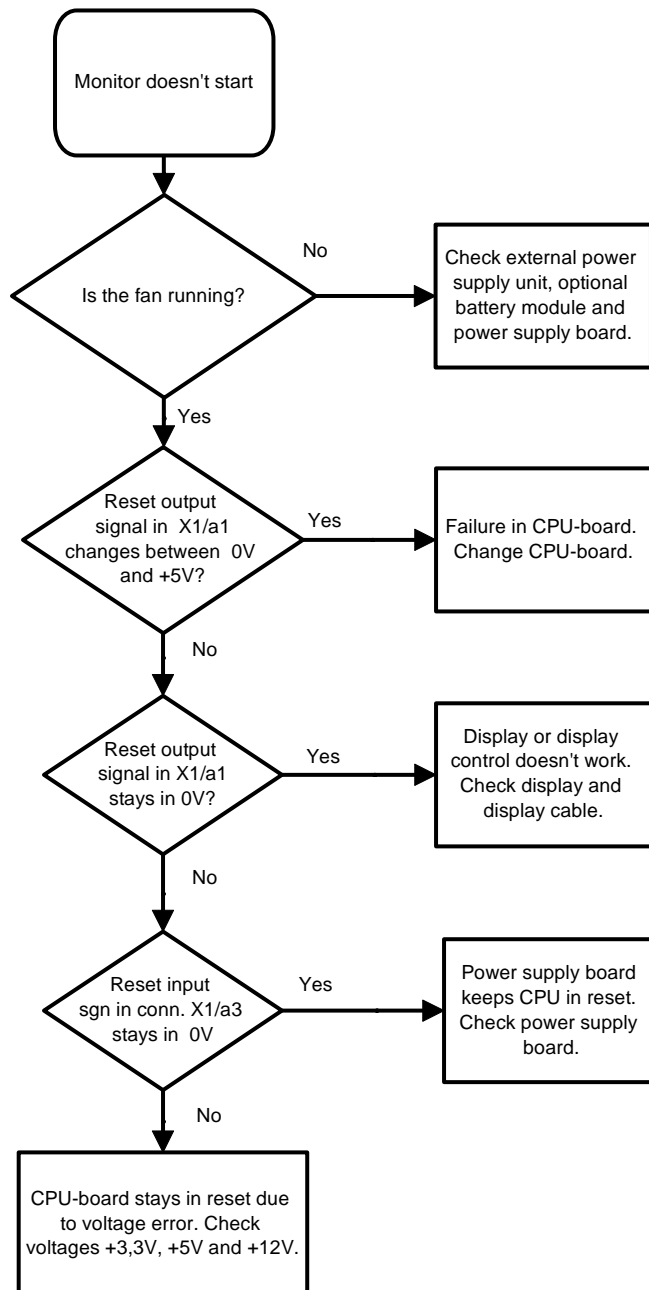 Monitor doesn't start
Is the fan running?
No
Check external power
supply unit, optional
battery module and
power supply board.
Yes
Reset output
signal in X1/a1
changes between 0V
and +5V?
Yes
Failure in CPU-board.
Change CPU-board.
No
Reset output
signal in X1/a1
stays in 0V?
Yes
Display or display
control doesn't work.
Check display and
display cable.
No
Reset input
sgn in conn. X1/a3
stays in 0V
Yes
Power supply board
keeps CPU in reset.
Check power supply
board.
No
CPU-board stays in reset due
to voltage error. Check
voltages +3,3V, +5V and +12V.